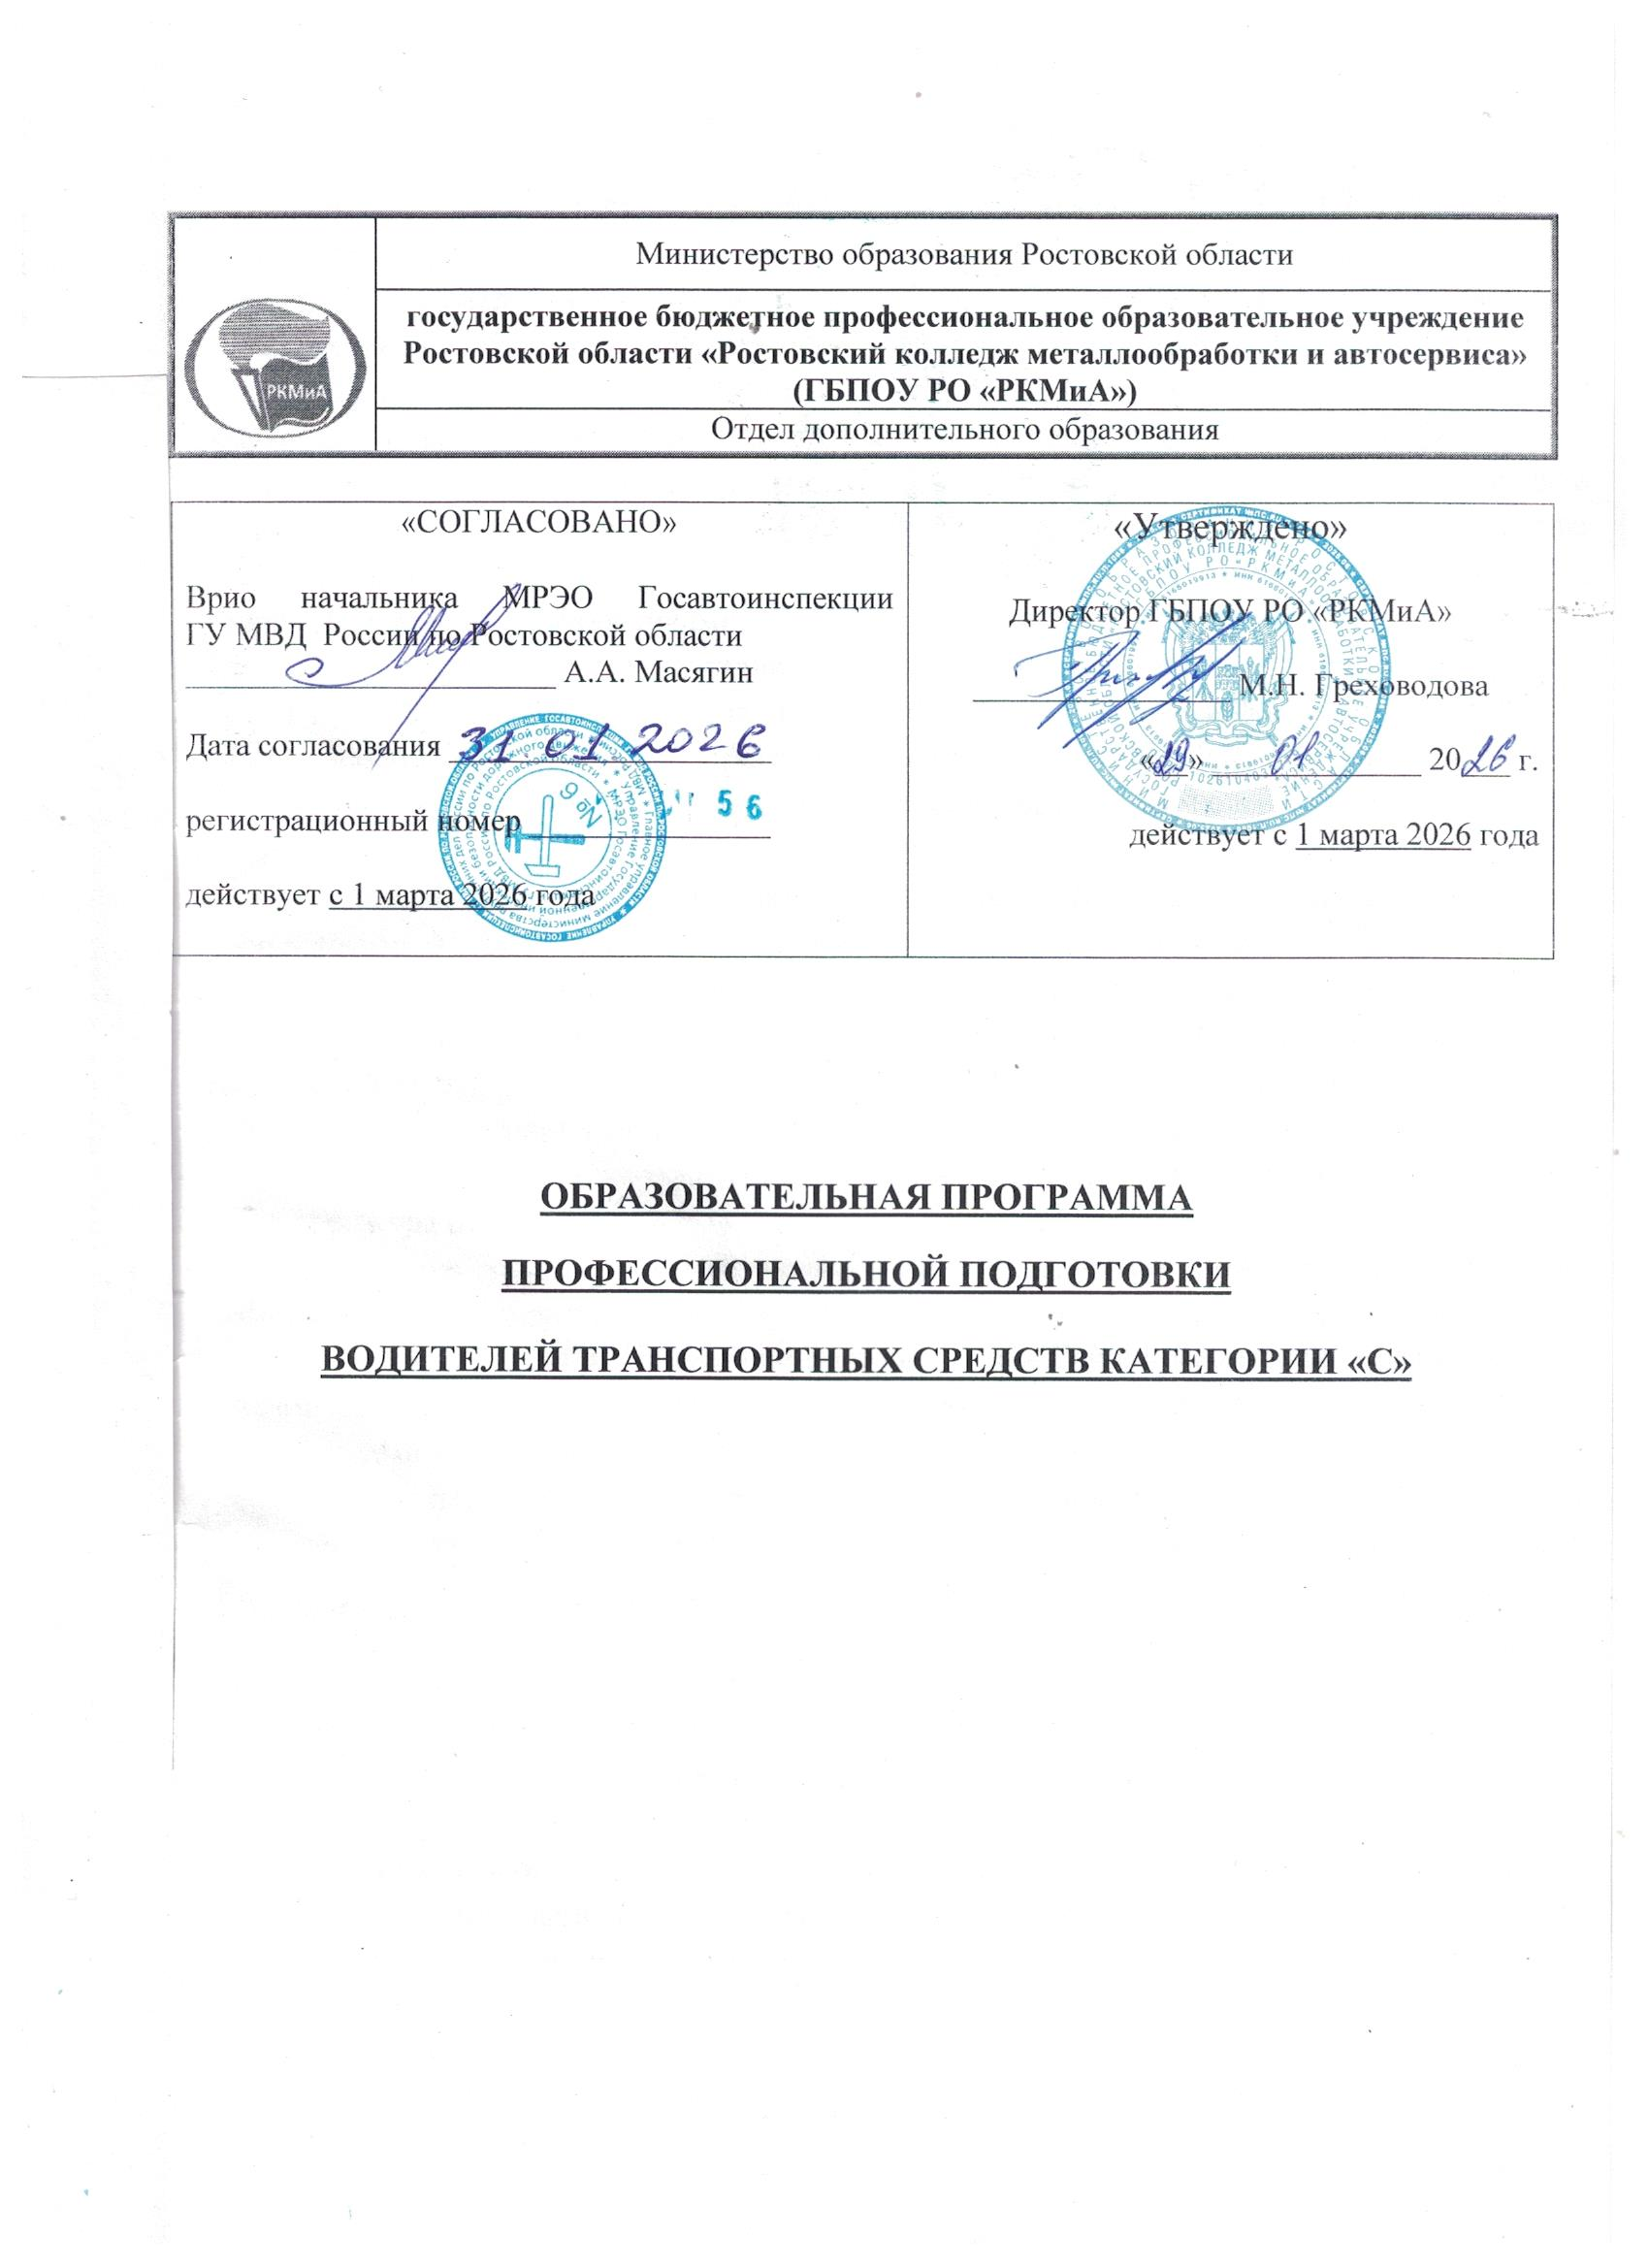 Министерство образования Ростовской области
РКМиА
государственное бюджетное профессиональное образовательное учреждение
Ростовской области «Ростовский колледж металлообработки и автосервиса»
(ГБПОУ РО «РКМиА»)
Отдел дополнительного образования
«СОГЛАСОВАНО»
Врио начальника МРЭО Госавтоинспекции
ГУ МВД России по Ростовской области
А.А. Масягин
Дата согласования 31 01 2026
регистрационный номер 56
действует с 1 марта 2026 года
№ 6
«Утверждено»
Директор ГБПОУ РО «РКМиА»
М.Н. Греховодова
«29» 01 2026 г.
действует с 1 марта 2026 года
ОБРАЗОВАТЕЛЬНАЯ ПРОГРАММА
ПРОФЕССИОНАЛЬНОЙ ПОДГОТОВКИ
ВОДИТЕЛЕЙ ТРАНСПОРТНЫХ СРЕДСТВ КАТЕГОРИИ «С»